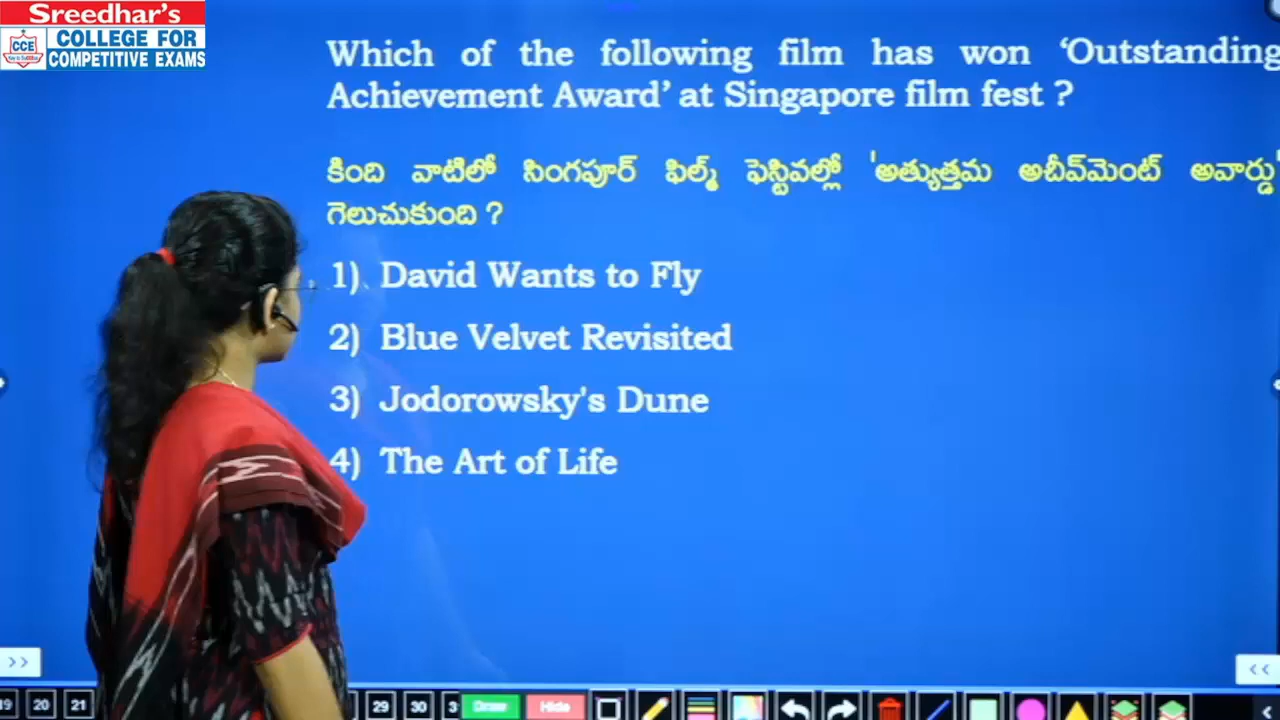 Sreedhar's
CCE
COLLEGE FOR
COMPETITIVE EXAMS
Which of the following film has won ‘Outstanding
Achievement Award’ at Singapore film fest ?
కింది వాటిలో సింగపూర్ ఫిల్మ్ ఫెస్టివల్లో 'అత్యుత్తమ అచీవ్‌మెంట్ అవార్డు'
గెలుచుకుంది ?
1) David Wants to Fly
2) Blue Velvet Revisited
3) Jodorowsky's Dune
4) The Art of Life
>>
<<
19 20 21 29 30 3 Draw Hide